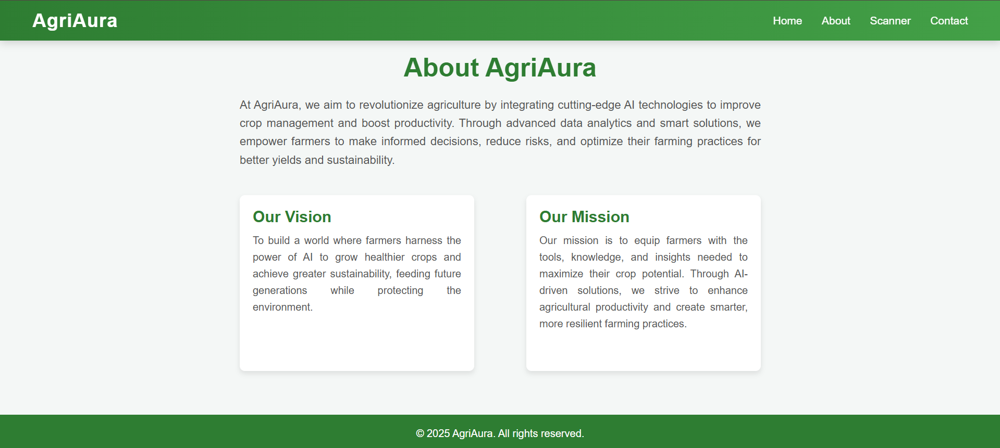 AgriAura
Home About Scanner Contact
About AgriAura
At AgriAura, we aim to revolutionize agriculture by integrating cutting-edge AI technologies to improve
crop management and boost productivity. Through advanced data analytics and smart solutions, we
empower farmers to make informed decisions, reduce risks, and optimize their farming practices for
better yields and sustainability.
Our Vision
To build a world where farmers harness the
power of AI to grow healthier crops and
achieve greater sustainability, feeding future
generations while protecting the
environment.
Our Mission
Our mission is to equip farmers with the
tools, knowledge, and insights needed to
maximize their crop potential. Through AI-
driven solutions, we strive to enhance
agricultural productivity and create smarter,
more resilient farming practices.
© 2025 AgriAura. All rights reserved.